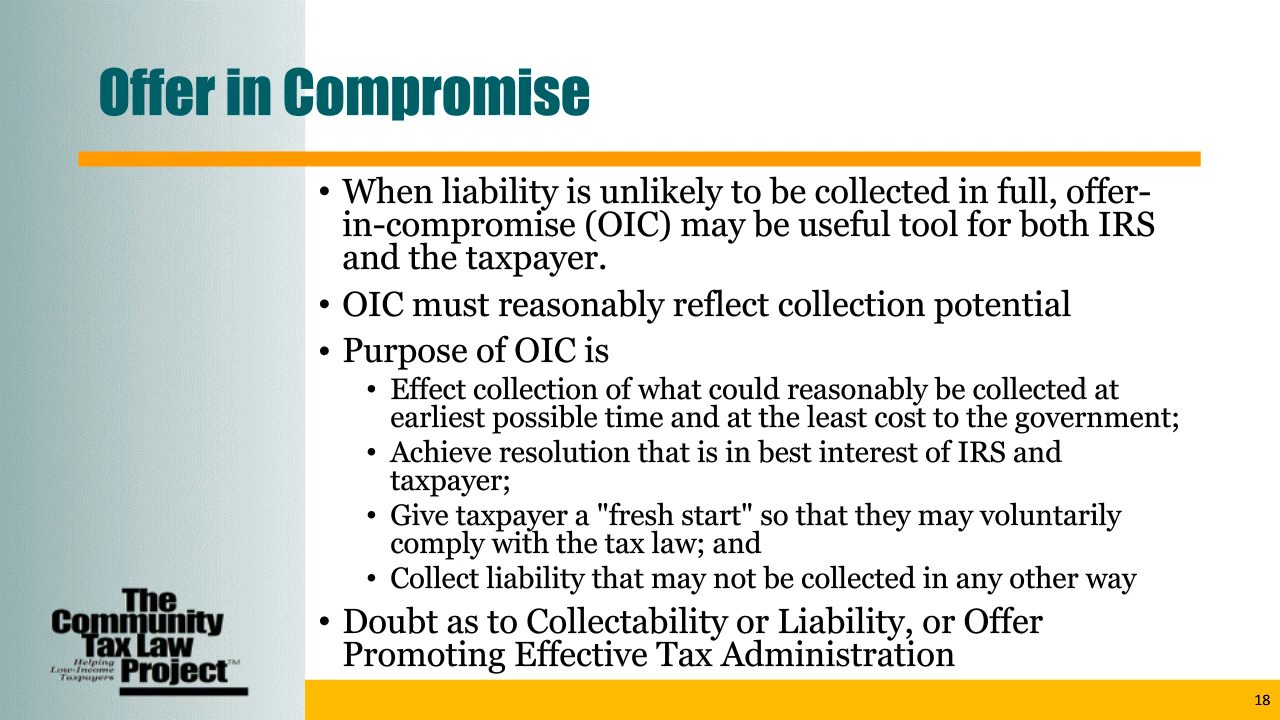 Offer in Compromise
• When liability is unlikely to be collected in full, offer-
in-compromise (OIC) may be useful tool for both IRS
and the taxpayer.
• OIC must reasonably reflect collection potential
• Purpose of OIC is
• Effect collection of what could reasonably be collected at
earliest possible time and at the least cost to the government;
• Achieve resolution that is in best interest of IRS and
taxpayer;
• Give taxpayer a "fresh start" so that they may voluntarily
comply with the tax law; and
• Collect liability that may not be collected in any other way
• Doubt as to Collectability or Liability, or Offer
Promoting Effective Tax Administration
The
Community
Tax Law
Helping
Low-Income
Taxpayers
Project™
18